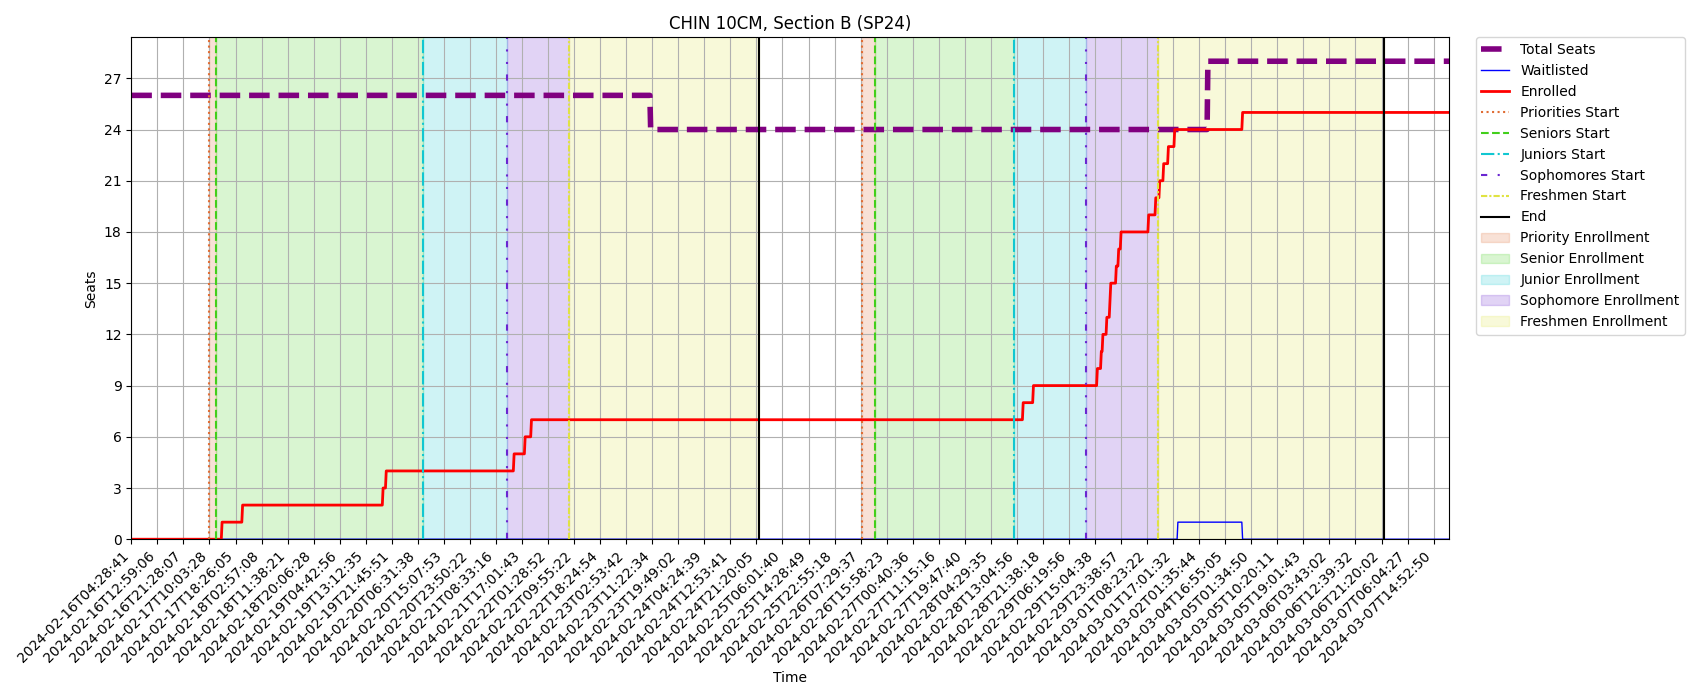 CHIN 10CM, Section B (SP24)
Total Seats
Waitlisted
Enrolled
Priorities Start
Seniors Start
Juniors Start
Sophomores Start
Freshmen Start
End
Priority Enrollment
Senior Enrollment
Junior Enrollment
Sophomore Enrollment
Freshmen Enrollment
Seats
27
24
21
18
15
12
9
6
3
0
2024-02-16T04:28:41
2024-02-16T12:59:06
2024-02-16T21:28:07
2024-02-17T10:03:28
2024-02-17T18:26:05
2024-02-18T02:57:08
2024-02-18T11:38:21
2024-02-18T20:06:28
2024-02-19T04:42:56
2024-02-19T13:12:35
2024-02-19T21:45:51
2024-02-20T06:31:38
2024-02-20T15:07:53
2024-02-20T23:50:22
2024-02-21T08:33:16
2024-02-21T17:01:43
2024-02-22T01:28:52
2024-02-22T09:55:22
2024-02-22T18:24:54
2024-02-23T02:53:42
2024-02-23T11:22:34
2024-02-23T19:49:02
2024-02-24T04:24:39
2024-02-24T12:53:41
2024-02-24T21:20:05
2024-02-25T06:01:40
2024-02-25T14:28:49
2024-02-25T22:55:18
2024-02-26T07:29:37
2024-02-26T15:58:23
2024-02-27T00:40:36
2024-02-27T11:15:16
2024-02-27T19:47:40
2024-02-28T04:29:35
2024-02-28T13:04:56
2024-02-28T21:38:18
2024-02-29T06:19:56
2024-02-29T15:04:38
2024-02-29T23:38:57
2024-03-01T08:23:22
2024-03-01T17:01:32
2024-03-02T01:35:44
2024-03-04T16:55:05
2024-03-05T01:34:50
2024-03-05T10:20:11
2024-03-05T19:01:43
2024-03-06T03:43:02
2024-03-06T12:39:32
2024-03-06T21:20:02
2024-03-07T06:04:27
2024-03-07T14:52:50
Time